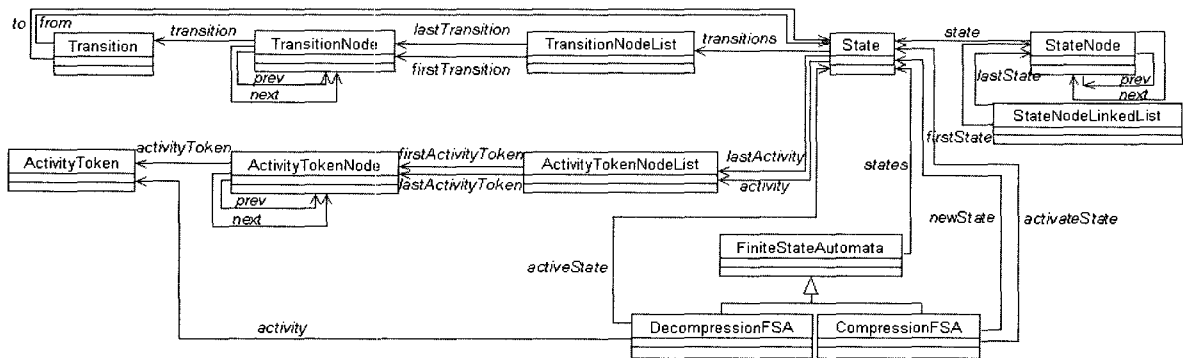 to
from
Transition
transition
TransitionNode
prev
next
lastTransition
firstTransition
TransitionNodeList
transitions
State
state
StateNode
prev
next
lastState
StateNodeLinkedList
firstState
ActivityToken
activityToken
ActivityTokenNode
prev
next
firstActivityToken
lastActivityToken
ActivityTokenNodeList
lastActivity
activity
states
newState
activateState
FiniteStateAutomata
activeState
activity
DecompressionFSA
CompressionFSA